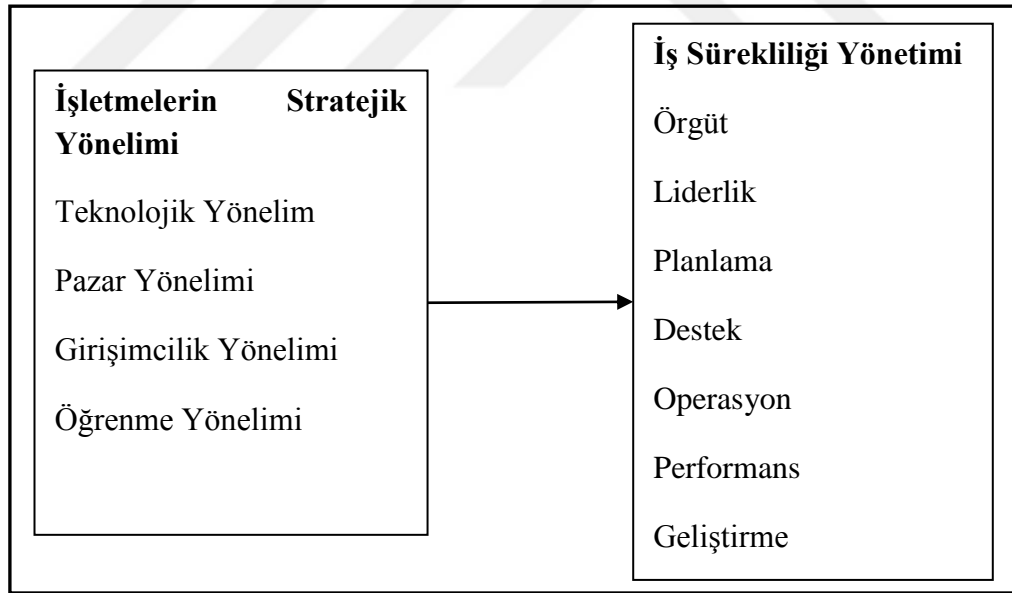 İşletmelerin Stratejik
Yönelimi
Teknolojik Yönelim
Pazar Yönelimi
Girişimcilik Yönelimi
Öğrenme Yönelimi
İş Sürekliliği Yönetimi
Örgüt
Liderlik
Planlama
Destek
Operasyon
Performans
Geliştirme